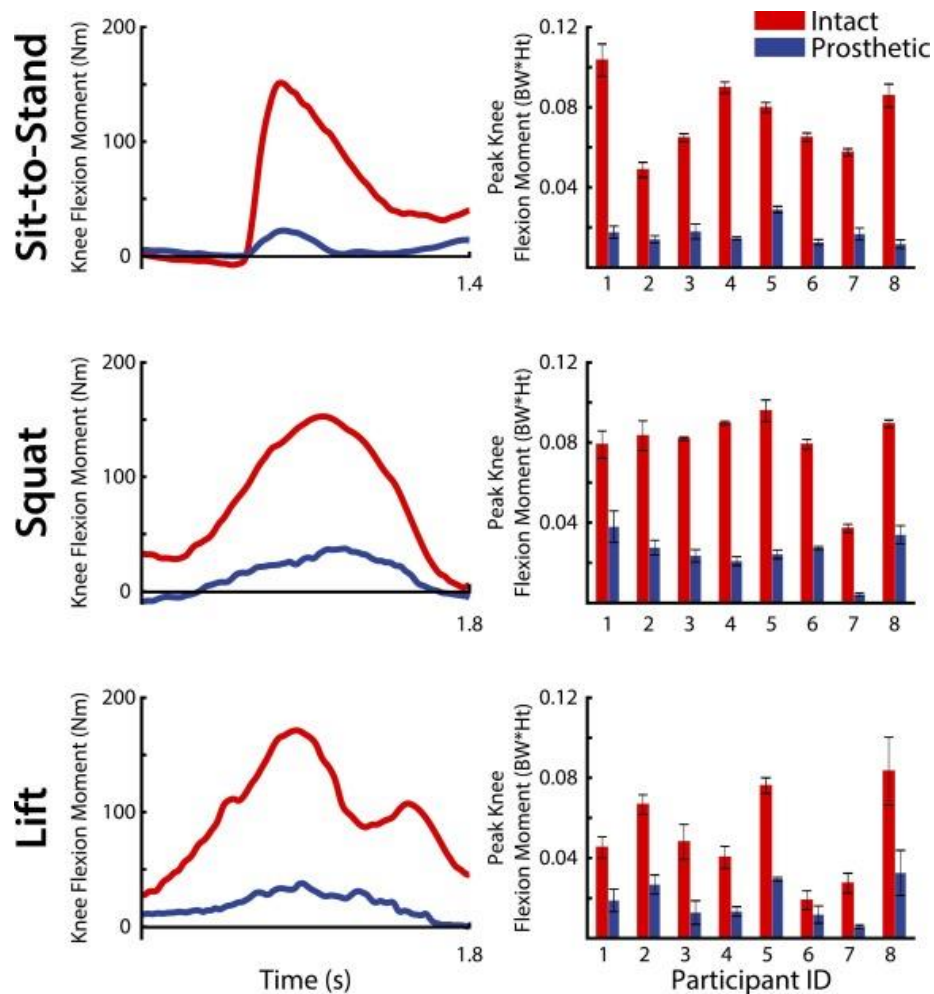 Sit-to-Stand
Knee Flexion Moment (Nm)
200
100
0
1.4
Peak Knee
Flexion Moment (BW*Ht)
0.12
0.08
0.04
1 2 3 4 5 6 7 8
Intact
Prosthetic
Squat
Knee Flexion Moment (Nm)
200
100
0
1.8
Peak Knee
Flexion Moment (BW*Ht)
0.12
0.08
0.04
1 2 3 4 5 6 7 8
Lift
Knee Flexion Moment (Nm)
200
100
0
1.8
Time (s)
Peak Knee
Flexion Moment (BW*Ht)
0.12
0.08
0.04
1 2 3 4 5 6 7 8
Participant ID